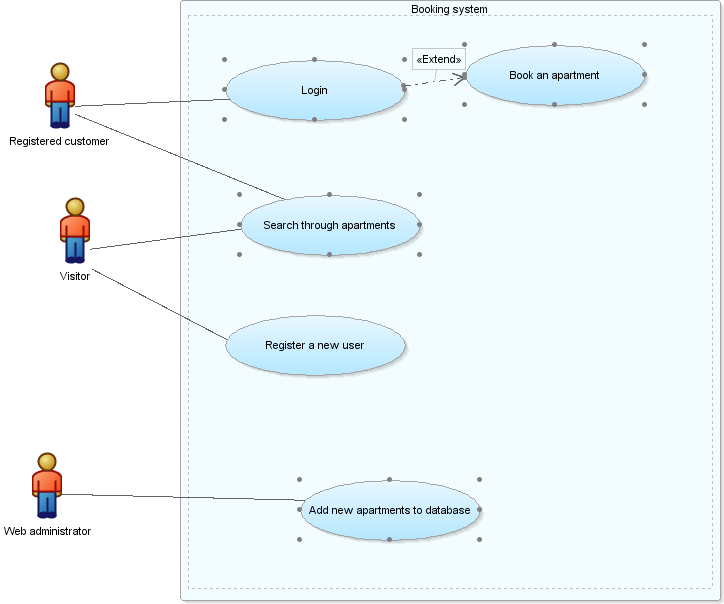 Booking system
«Extend»
Login
Book an apartment
Registered customer
Search through apartments
Visitor
Register a new user
Add new apartments to database
Web administrator